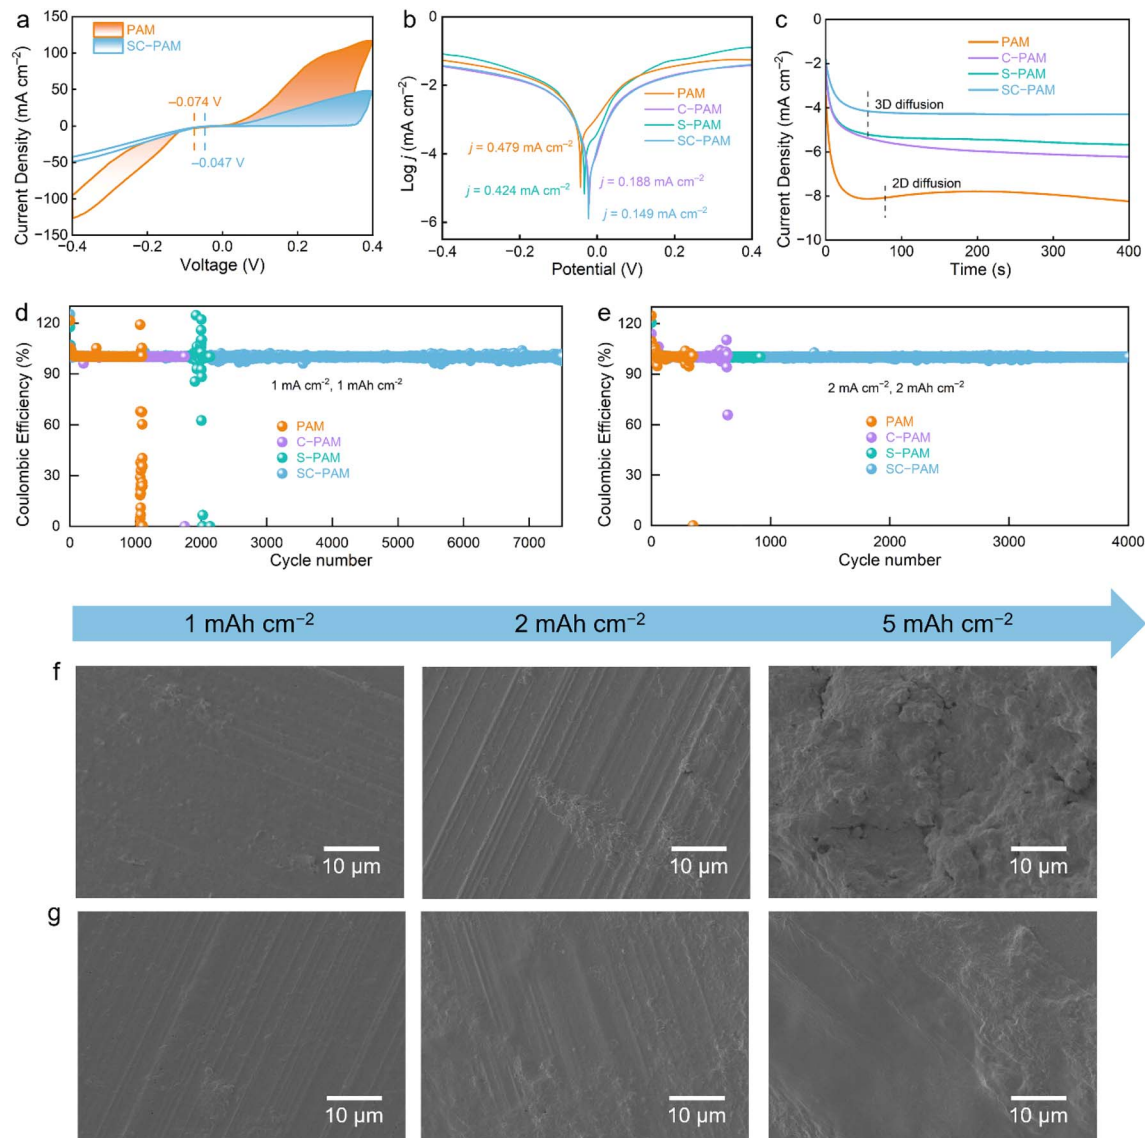 a
PAM
SC−PAM
−0.074 V
−0.047 V
150
100
50
0
−50
−100
−150
−0.4
−0.2
0.0
0.2
0.4
Current Density (mA cm−2)
Voltage (V)
b
PAM
C−PAM
S−PAM
SC−PAM
j = 0.479 mA cm−2
j = 0.188 mA cm−2
j = 0.424 mA cm−2
j = 0.149 mA cm−2
0
−2
−4
−6
−0.4
−0.2
0.0
0.2
0.4
Log j (mA cm−2)
Potential (V)
c
PAM
C−PAM
S−PAM
SC−PAM
3D diffusion
2D diffusion
0
−2
−4
−6
−8
−10
0
100
200
300
400
Current Density (mA cm−2)
Time (s)
d
1 mA cm−2, 1 mAh cm−2
PAM
C−PAM
S−PAM
SC−PAM
120
90
60
30
0
0
1000
2000
3000
4000
5000
6000
7000
Coulombic Efficiency (%)
Cycle number
e
2 mA cm−2, 2 mAh cm−2
PAM
C−PAM
S−PAM
SC−PAM
120
90
60
30
0
0
1000
2000
3000
4000
Coulombic Efficiency (%)
Cycle number
1 mAh cm−2
2 mAh cm−2
5 mAh cm−2
f
10 μm
10 μm
10 μm
g
10 μm
10 μm
10 μm